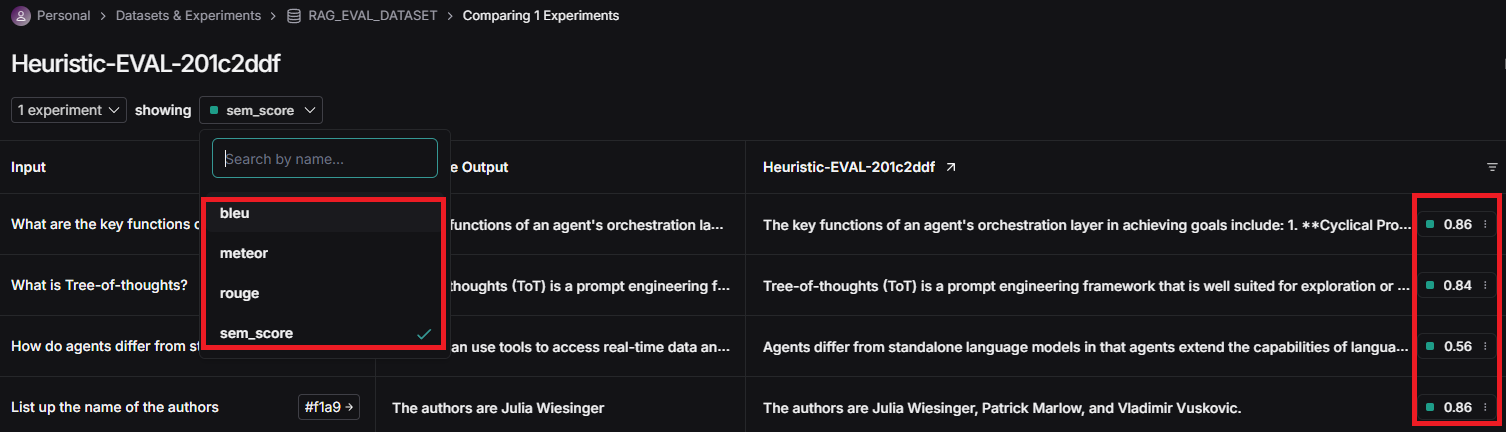 Personal > Datasets & Experiments > RAG_EVAL_DATASET > Comparing 1 Experiments
Heuristic-EVAL-201c2ddf
1 experiment showing sem_score
Search by name...
bleu
meteor
rouge
sem_score
Input e Output Heuristic-EVAL-201c2ddf
What are the key functions functions of an agent's orchestration la... The key functions of an agent's orchestration layer in achieving goals include: 1. **Cyclical Pro... 0.86
What is Tree-of-thoughts? thoughts (ToT) is a prompt engineering f... Tree-of-thoughts (ToT) is a prompt engineering framework that is well suited for exploration or ... 0.84
How do agents differ from an use tools to access real-time data an... Agents differ from standalone language models in that agents extend the capabilities of langua... 0.56
List up the name of the authors #f1a9 → The authors are Julia Wiesinger The authors are Julia Wiesinger, Patrick Marlow, and Vladimir Vuskovic. 0.86